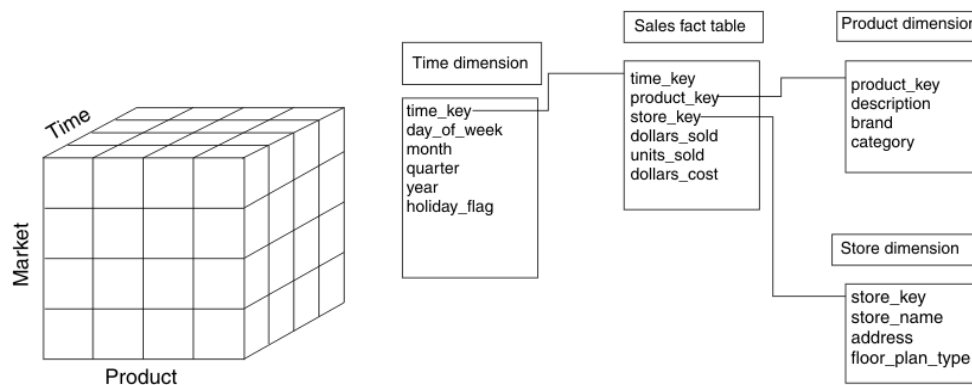 Time
Market
Product
Time dimension
time_key
day_of_week
month
quarter
year
holiday_flag
Sales fact table
time_key
product_key
store_key
dollars_sold
units_sold
dollars_cost
Product dimension
product_key
description
brand
category
Store dimension
store_key
store_name
address
floor_plan_type